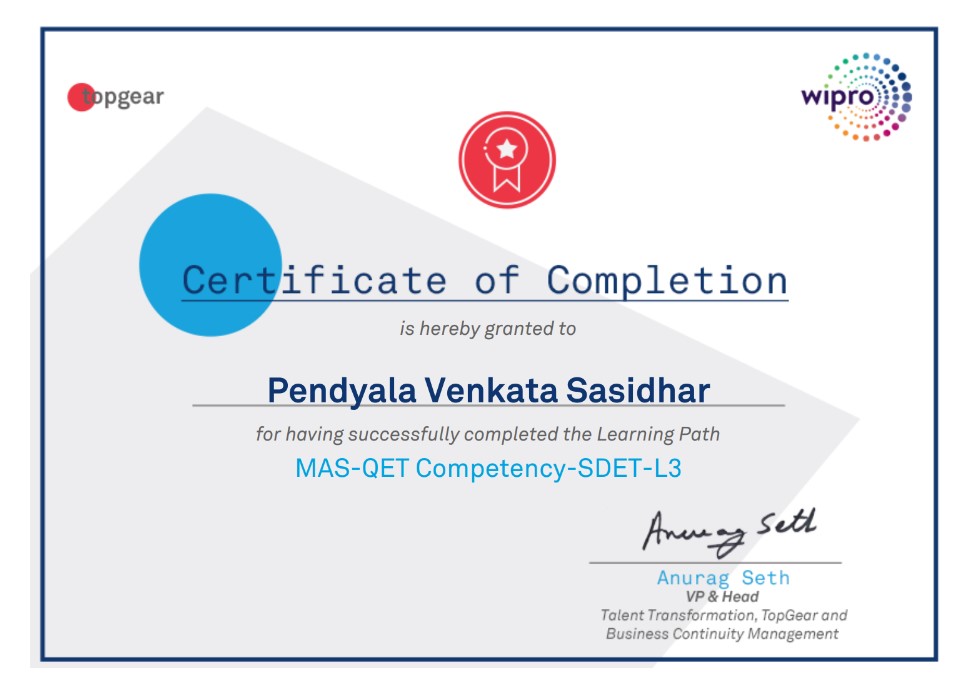 topgear
wipro
Certificate of Completion
is hereby granted to
Pendyala Venkata Sasidhar
for having successfully completed the Learning Path
MAS-QET Competency-SDET-L3
Anurag Seth
Anurag Seth
VP & Head
Talent Transformation, TopGear and
Business Continuity Management